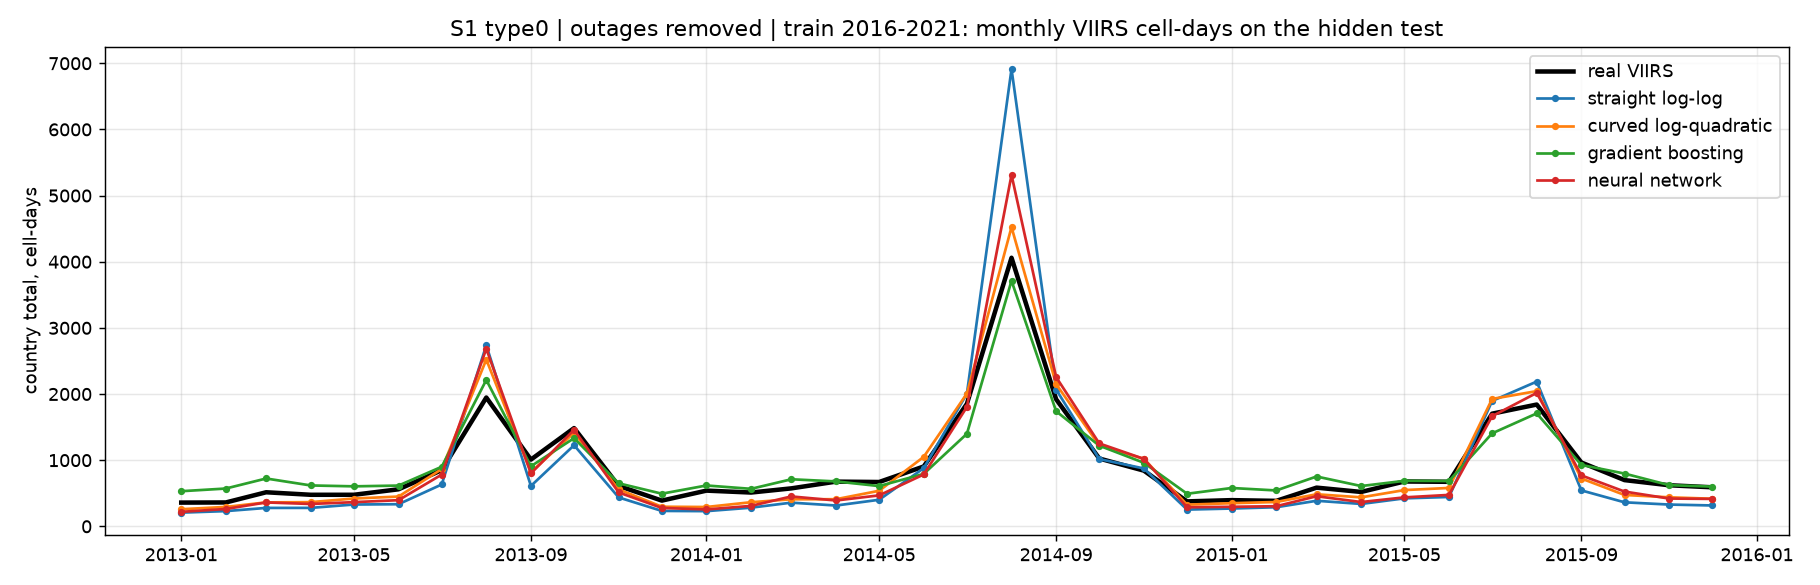 S1 type0 | outages removed | train 2016-2021: monthly VIIRS cell-days on the hidden test
country total, cell-days
7000
6000
5000
4000
3000
2000
1000
0
real VIIRS
straight log-log
curved log-quadratic
gradient boosting
neural network
2013-01
2013-05
2013-09
2014-01
2014-05
2014-09
2015-01
2015-05
2015-09
2016-01